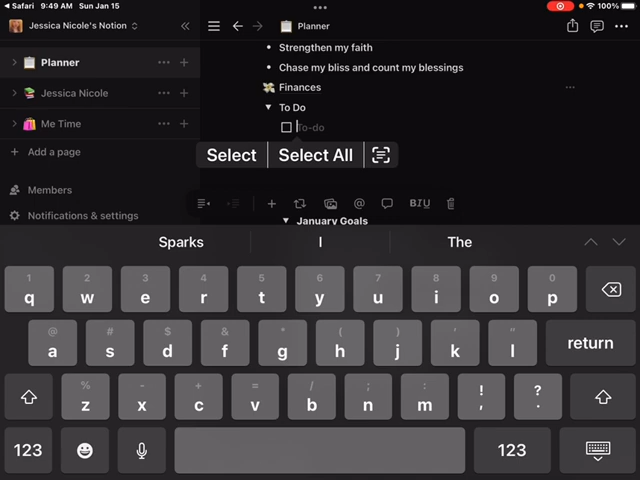 Safari 9:49 AM Sun Jan 15 100%
Jessica Nicole's Notion
Planner
Planner
Jessica Nicole
Me Time
Add a page
Members
Notifications & settings
Strengthen my faith
Chase my bliss and count my blessings
Finances
To Do
To-do
Select Select All
@ BIU
January Goals
Sparks I The
1 2 3 4 5 6 7 8 9 0
q w e r t y u i o p
@ # $ & * ( ) ' "
a s d f g h j k l return
% - + = / ; : ! ?
z x c v b n m , .
123 123